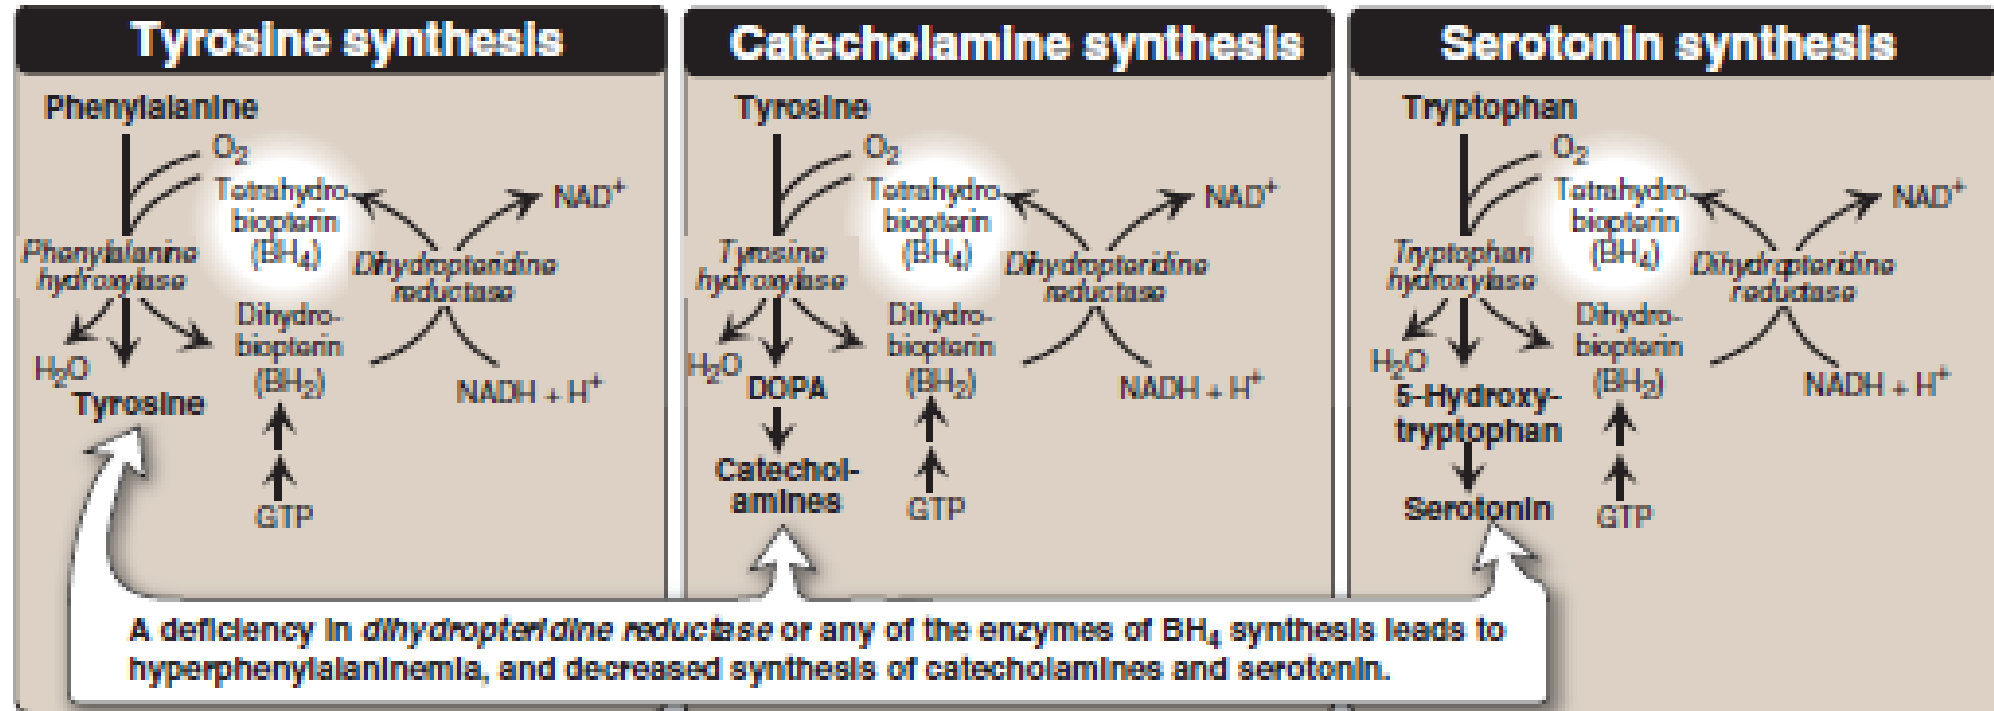 Tyrosine synthesis
Phenylalanine
O2
Tetrahydro-
biopterin
(BH4)
NAD+
Phenylalanine
hydroxylase
Dihydropteridine
reductase
Dihydro-
biopterin
(BH2)
H2O
Tyrosine
NADH + H+
GTP
Catecholamine synthesis
Tyrosine
O2
Tetrahydro-
biopterin
(BH4)
NAD+
Tyrosine
hydroxylase
Dihydropteridine
reductase
Dihydro-
biopterin
(BH2)
H2O
DOPA
NADH + H+
Catechol-
amines
GTP
Serotonin synthesis
Tryptophan
O2
Tetrahydro-
biopterin
(BH4)
NAD+
Tryptophan
hydroxylase
Dihydropteridine
reductase
Dihydro-
biopterin
(BH2)
H2O
5-Hydroxy-
tryptophan
NADH + H+
Serotonin
GTP
A deficiency in dihydropteridine reductase or any of the enzymes of BH4 synthesis leads to
hyperphenylalaninemia, and decreased synthesis of catecholamines and serotonin.